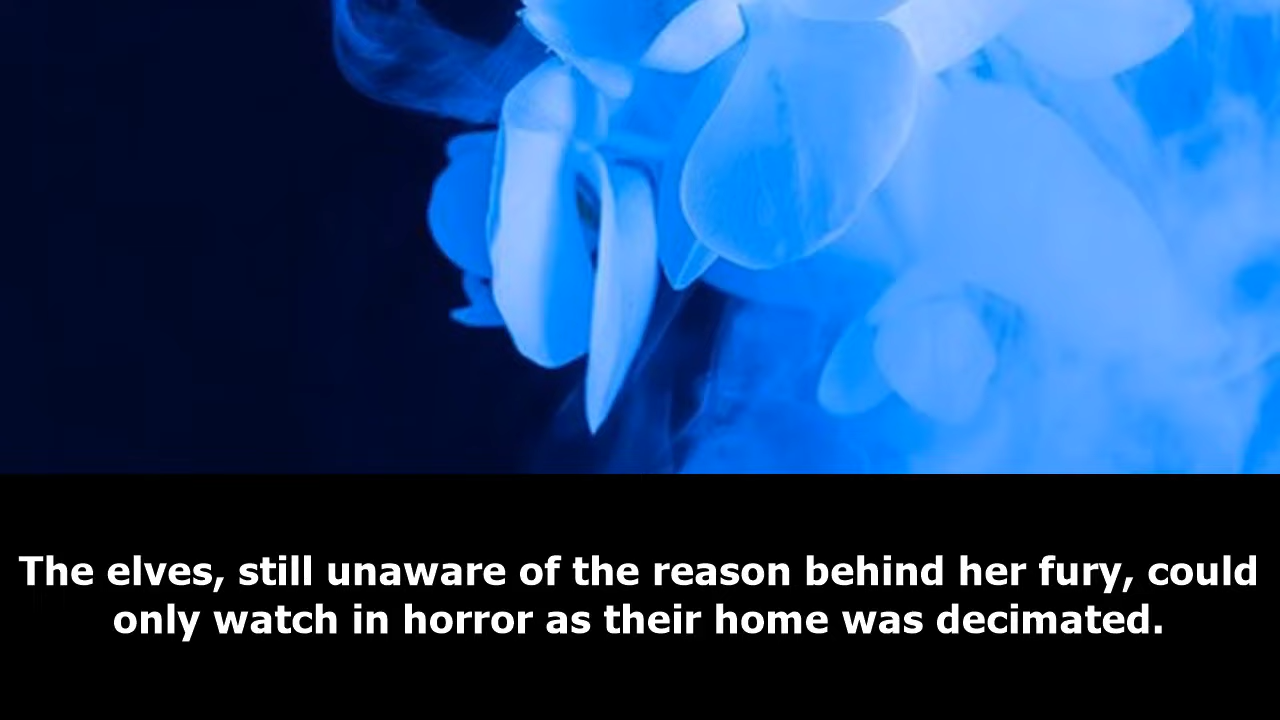 The elves, still unaware of the reason behind her fury, could
only watch in horror as their home was decimated.